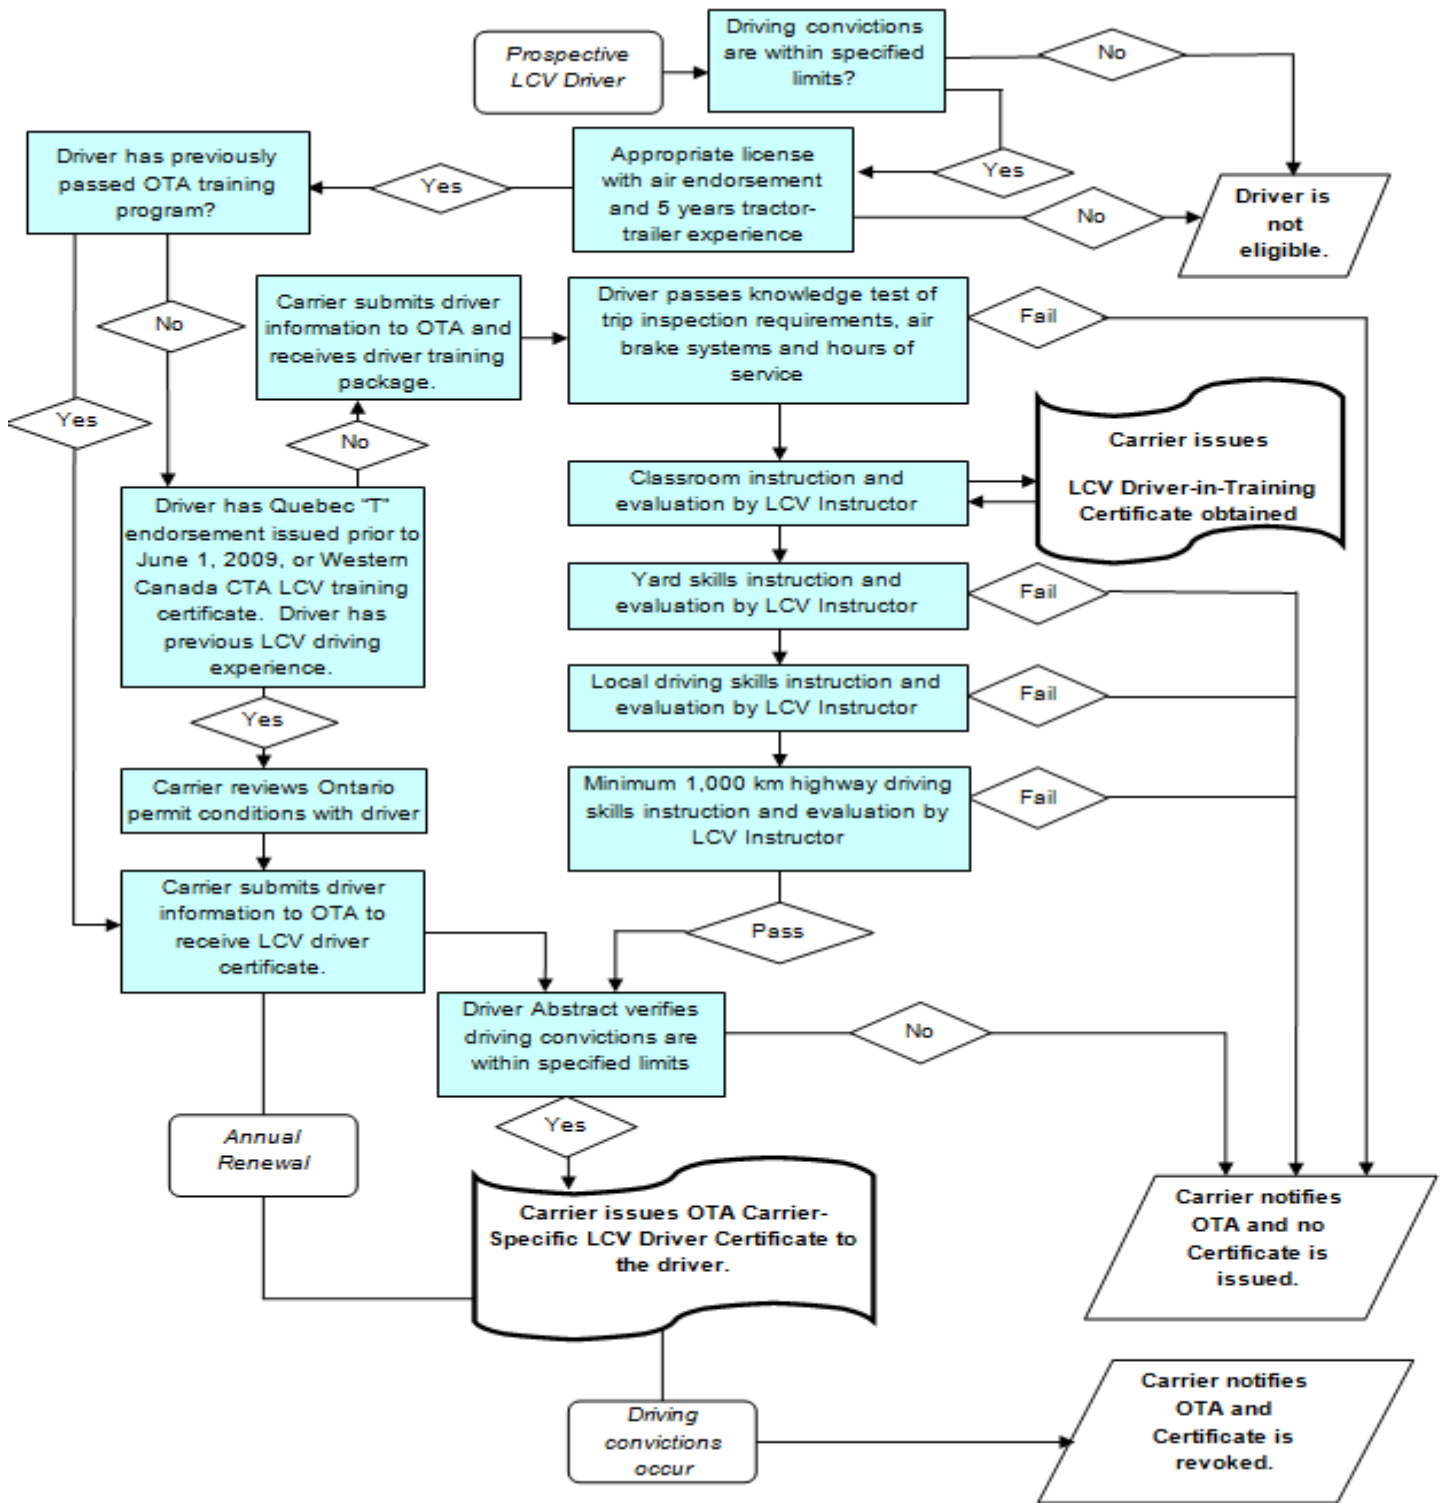 Prospective
LCV Driver
Driving convictions
are within specified
limits?
No
Yes
Driver has previously
passed OTA training
program?
Yes
Appropriate license
with air endorsement
and 5 years tractor-
trailer experience
No
Driver is
not
eligible.
No
Yes
Carrier submits driver
information to OTA and
receives driver training
package.
Driver passes knowledge test of
trip inspection requirements, air
brake systems and hours of
service
Fail
No
Driver has Quebec "T"
endorsement issued prior to
June 1, 2009, or Western
Canada CTA LCV training
certificate.  Driver has
previous LCV driving
experience.
Classroom instruction and
evaluation by LCV Instructor
Carrier issues
LCV Driver-in-Training
Certificate obtained
Yard skills instruction and
evaluation by LCV Instructor
Fail
Local driving skills instruction and
evaluation by LCV Instructor
Fail
Yes
Carrier reviews Ontario
permit conditions with driver
Minimum 1,000 km highway driving
skills instruction and evaluation by
LCV Instructor
Fail
Carrier submits driver
information to OTA to
receive LCV driver
certificate.
Pass
Driver Abstract verifies
driving convictions are
within specified limits
No
Yes
Annual
Renewal
Carrier issues OTA Carrier-
Specific LCV Driver Certificate to
the driver.
Carrier notifies
OTA and no
Certificate is
issued.
Driving
convictions
occur
Carrier notifies
OTA and
Certificate is
revoked.